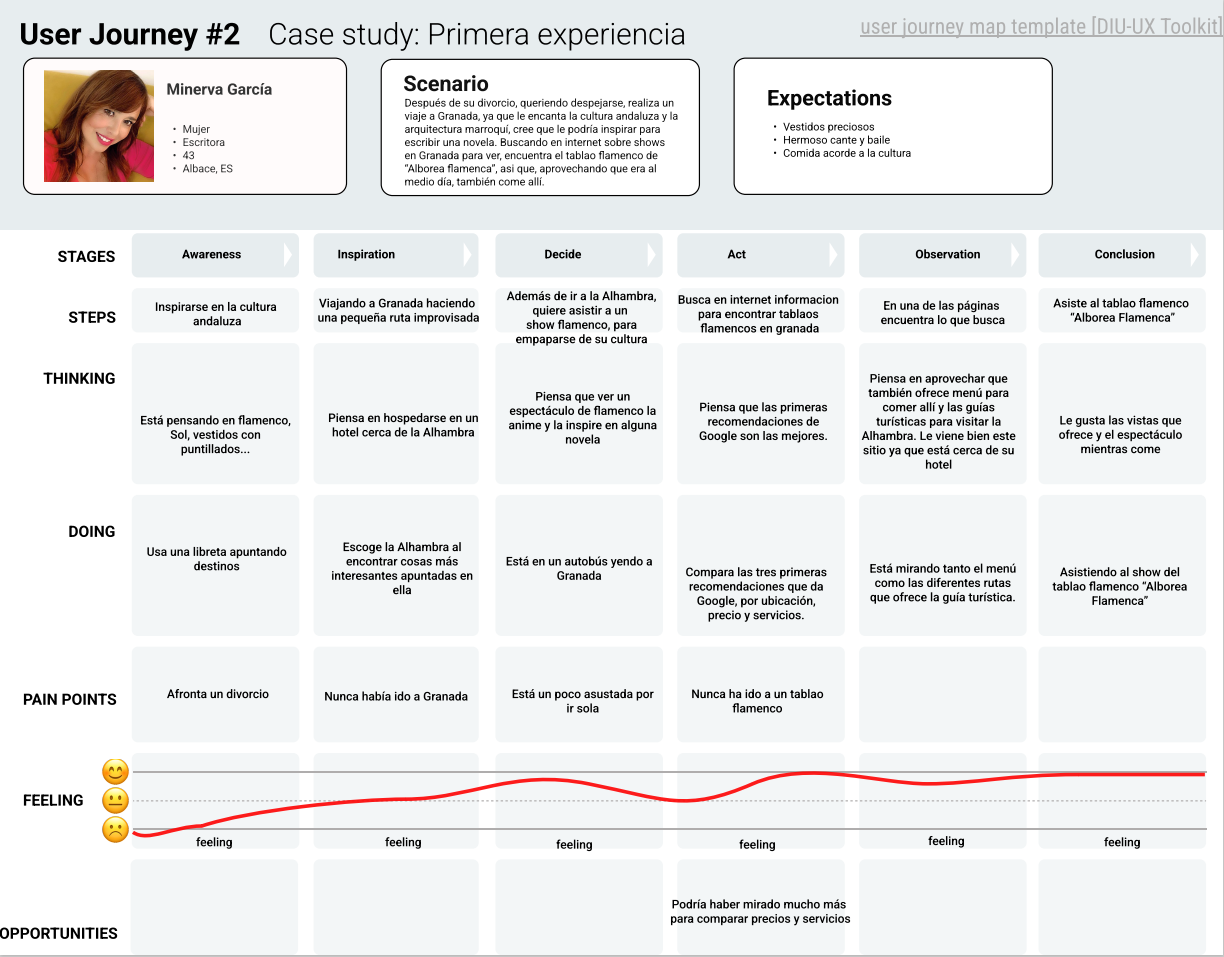 User Journey #2 Case study: Primera experiencia
user journey map template [DIU-UX Toolkit]
Minerva García
• Mujer
• Escritora
• 43
• Albace, ES
Scenario
Después de su divorcio, queriendo despejarse, realiza un
viaje a Granada, ya que le encanta la cultura andaluza y la
arquitectura marroquí, cree que le podría inspirar para
escribir una novela. Buscando en internet sobre shows
en Granada para ver, encuentra el tablao flamenco de
“Alborea flamenca”, asi que, aprovechando que era al
medio día, también come allí.
Expectations
• Vestidos preciosos
• Hermoso cante y baile
• Comida acorde a la cultura
STAGES
Awareness
Inspiration
Decide
Act
Observation
Conclusion
STEPS
Inspirarse en la cultura
andaluza
Viajando a Granada haciendo
una pequeña ruta improvisada
Además de ir a la Alhambra,
quiere asistir a un
show flamenco, para
empaparse de su cultura
Busca en internet informacion
para encontrar tablaos
flamencos en granada
En una de las páginas
encuentra lo que busca
Asiste al tablao flamenco
“Alborea Flamenca”
THINKING
Está pensando en flamenco,
Sol, vestidos con
puntillados...
Piensa en hospedarse en un
hotel cerca de la Alhambra
Piensa que ver un
espectáculo de flamenco la
anime y la inspire en alguna
novela
Piensa que las primeras
recomendaciones de
Google son las mejores.
Piensa en aprovechar que
también ofrece menú para
comer allí y las guías
turísticas para visitar la
Alhambra. Le viene bien este
sitio ya que está cerca de su
hotel
Le gusta las vistas que
ofrece y el espectáculo
mientras come
DOING
Usa una libreta apuntando
destinos
Escoge la Alhambra al
encontrar cosas más
interesantes apuntadas en
ella
Está en un autobús yendo a
Granada
Compara las tres primeras
recomendaciones que da
Google, por ubicación,
precio y servicios.
Está mirando tanto el menú
como las diferentes rutas
que ofrece la guía turística.
Asistiendo al show del
tablao flamenco “Alborea
Flamenca”
PAIN POINTS
Afronta un divorcio
Nunca había ido a Granada
Está un poco asustada por
ir sola
Nunca ha ido a un tablao
flamenco
FEELING
feeling
feeling
feeling
feeling
feeling
feeling
OPPORTUNITIES
Podría haber mirado mucho más
para comparar precios y servicios